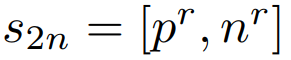 s_{2n} = [p^r, n^r]